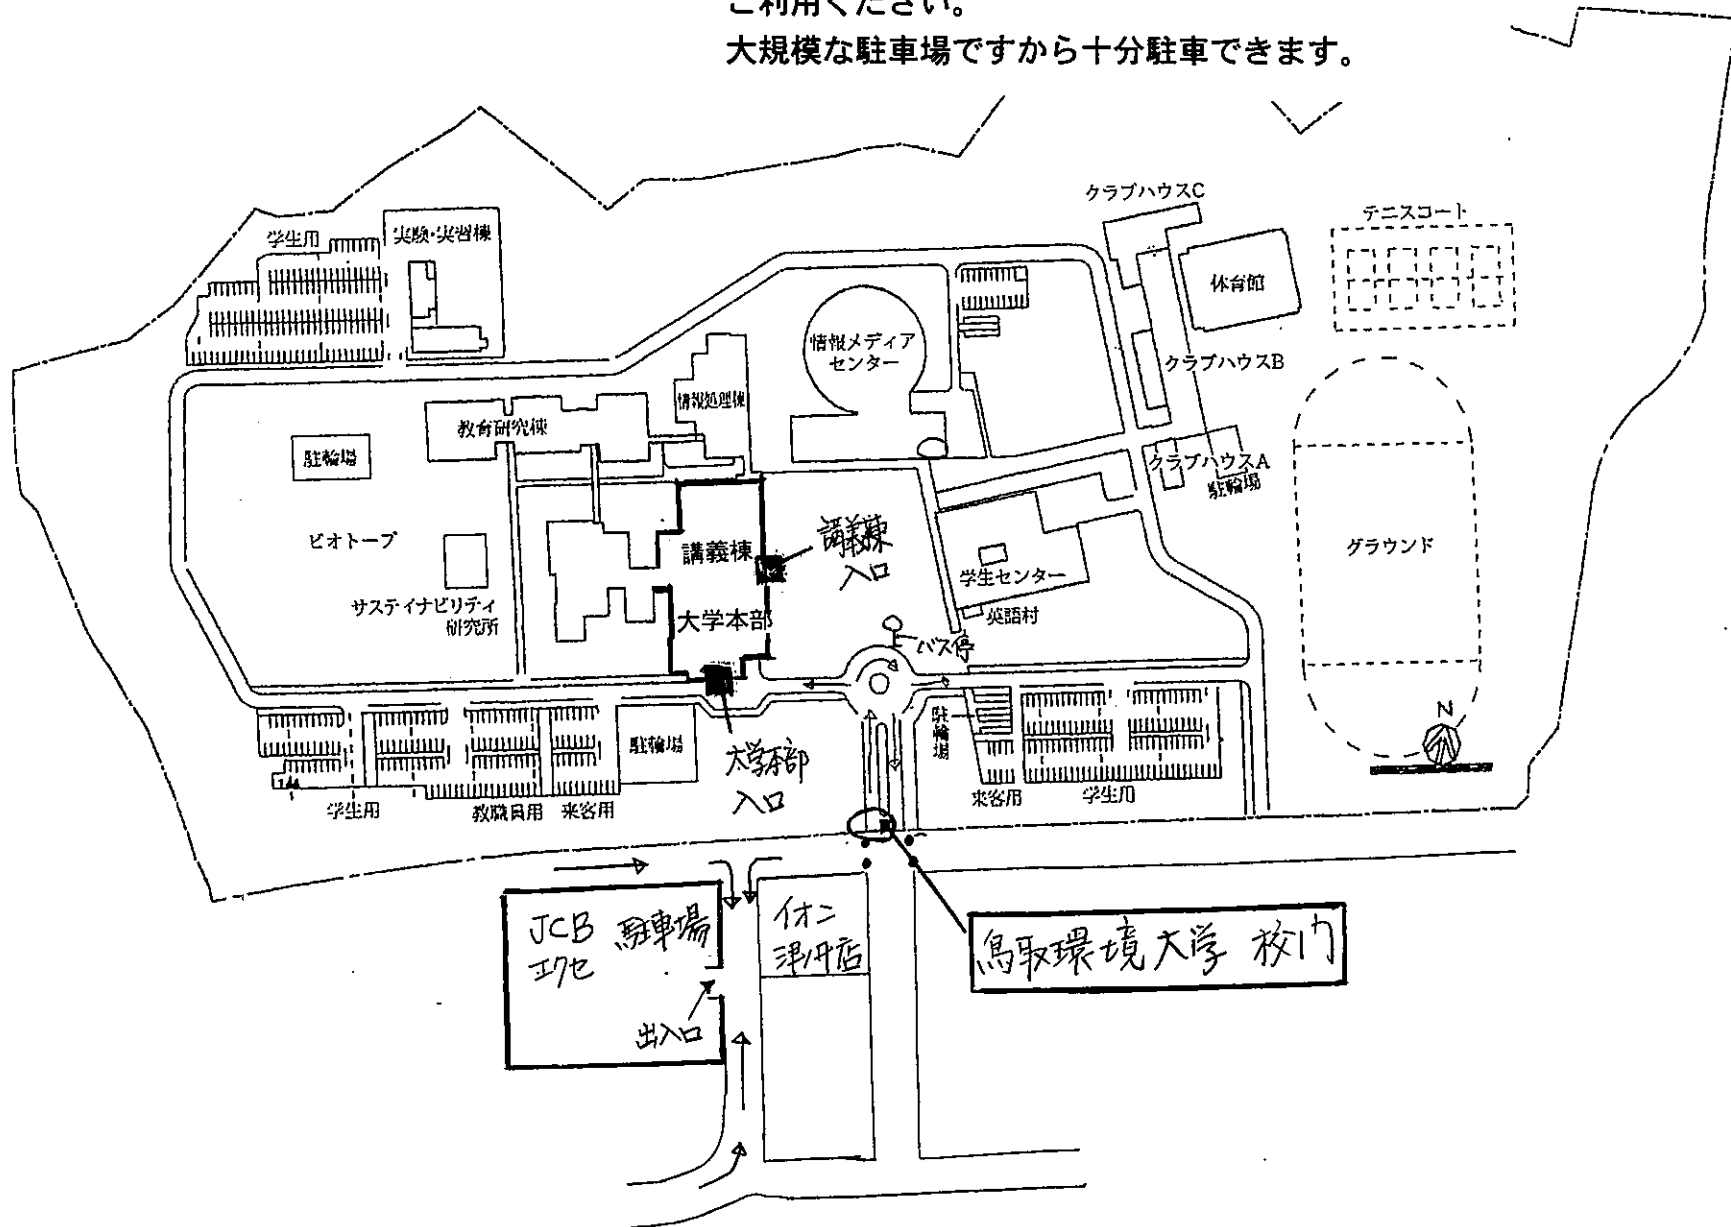 ご利用ください。
大規模な駐車場ですから十分駐車できます。
クラブハウスC
テニスコート
学生用
実験・実習棟
体育館
情報メディア
センター
クラブハウスB
情報処理棟
教育研究棟
駐輪場
クラブハウスA
駐輪場
講義棟
講義棟
入口
ビオトープ
グラウンド
学生センター
サスティナビリティ
研究所
大学本部
英語村
バス停
N
駐輪場
駐輪場
大学本部
入口
学生用
教職員用
来客用
来客用
学生用
JCB 駐車場
エクセ
イオン
津ノ井店
鳥取環境大学 校門
出入口